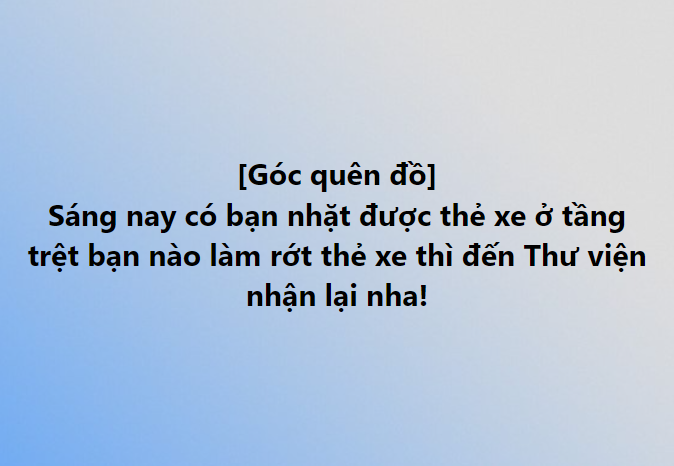 [Góc quên đồ]
Sáng nay có bạn nhặt được thẻ xe ở tầng
trệt bạn nào làm rớt thẻ xe thì đến Thư viện
nhận lại nha!